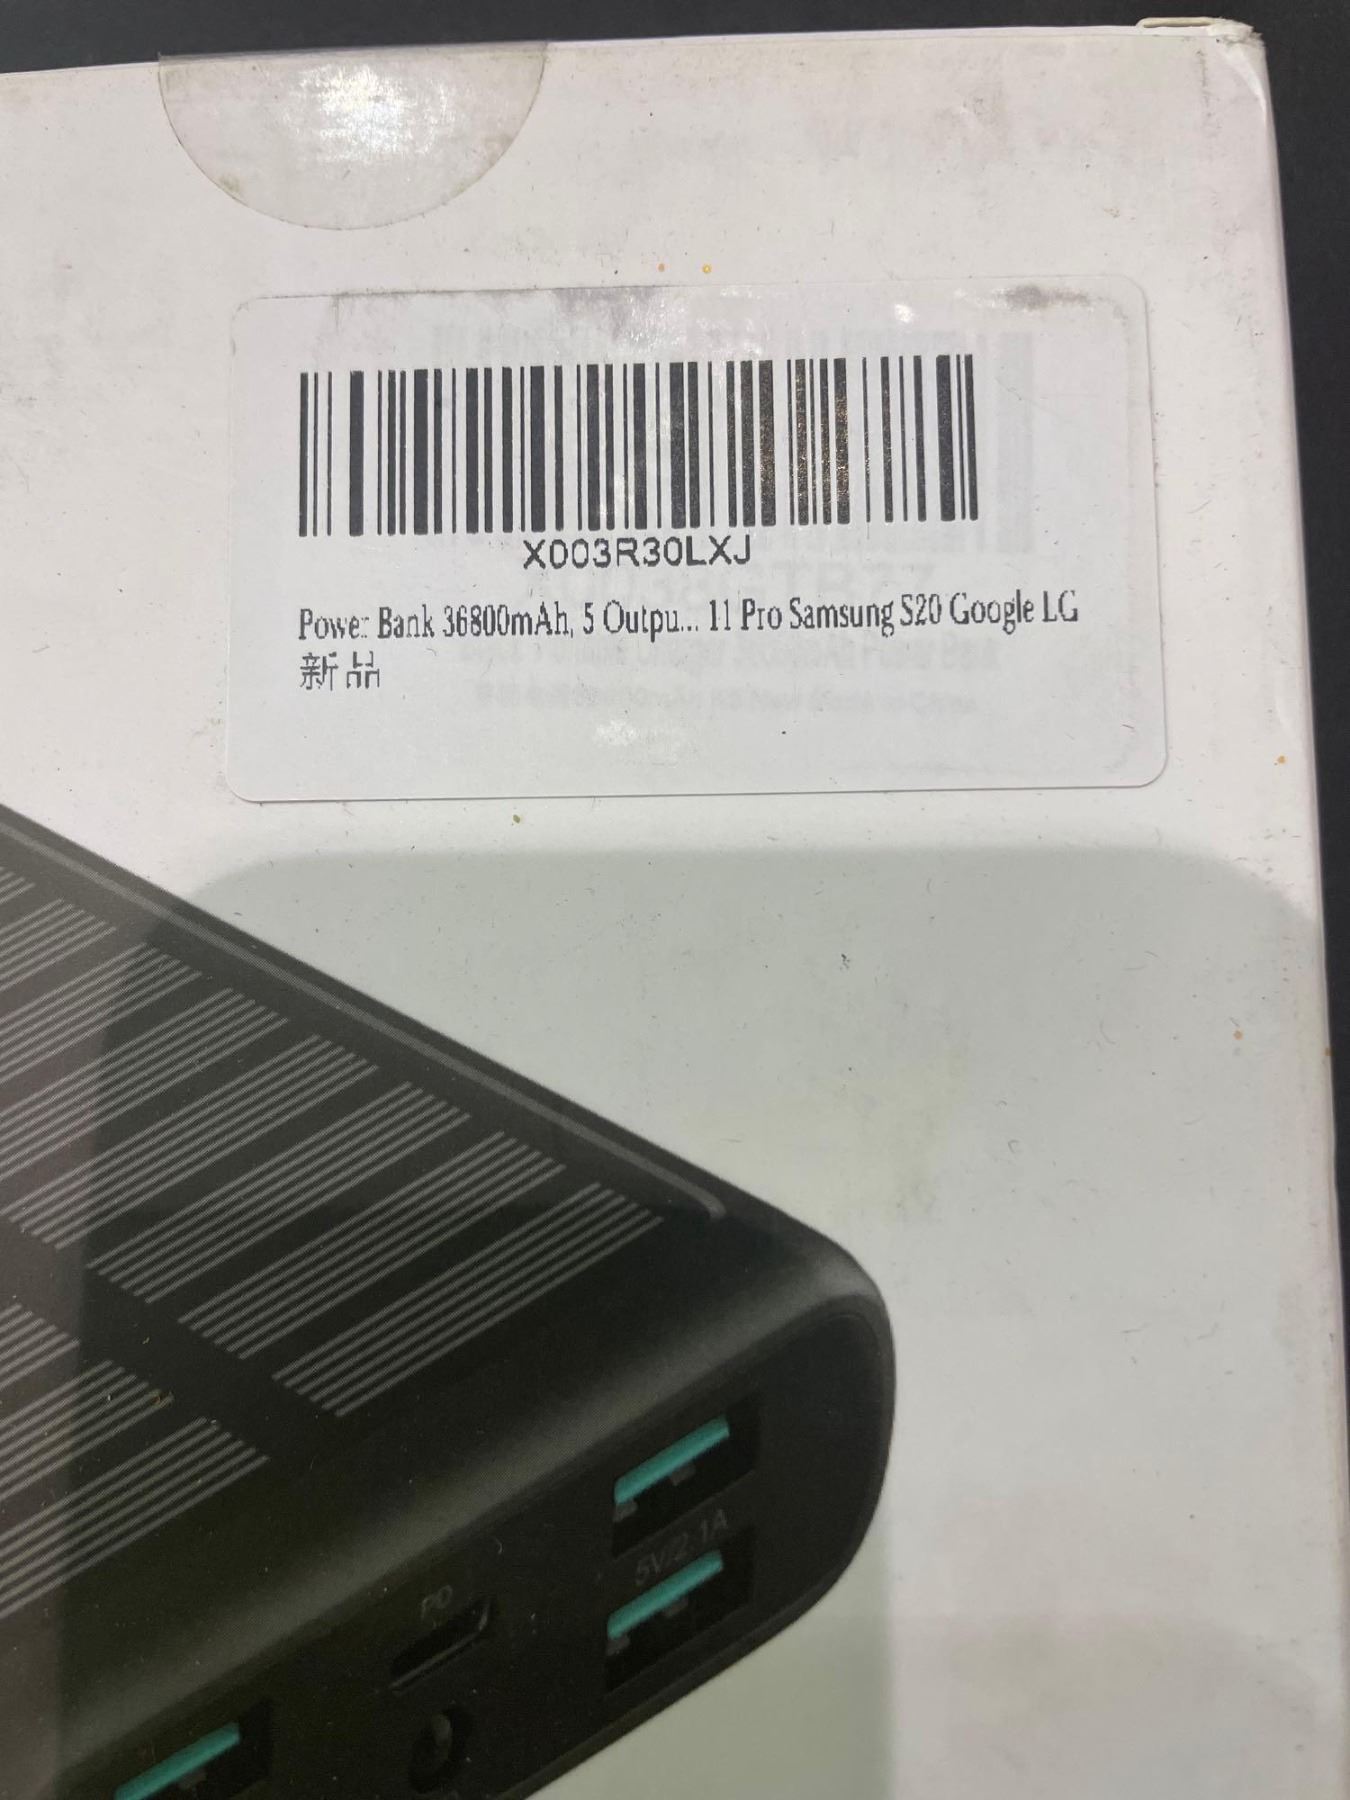 X003R30LXJ
Power Bank 36800mAh, 5 Outpu... 11 Pro Samsung S20 Google LG
新品
5V/2.1A
PD